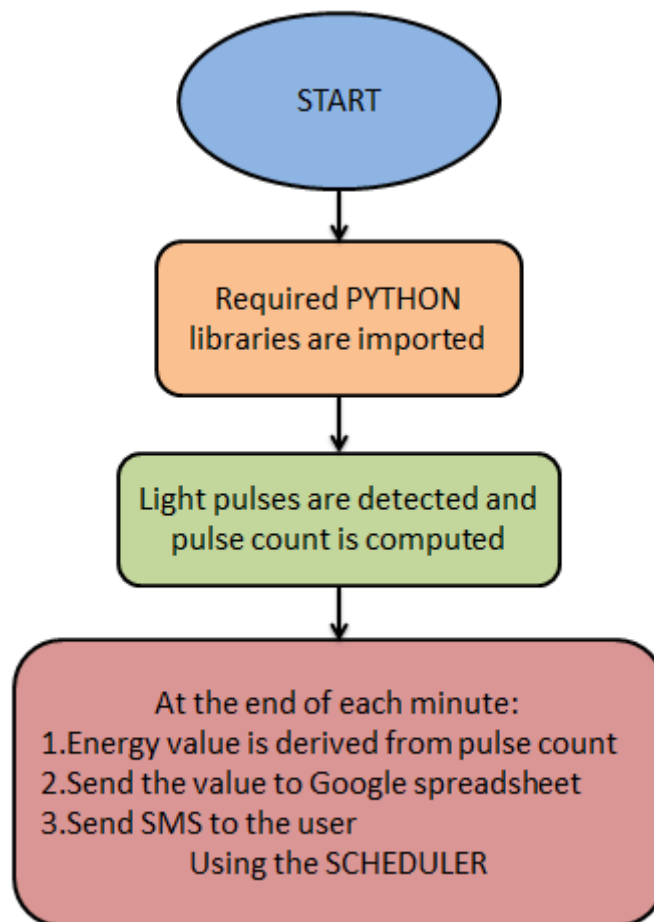 START
Required PYTHON
libraries are imported
Light pulses are detected and
pulse count is computed
At the end of each minute:
1.Energy value is derived from pulse count
2.Send the value to Google spreadsheet
3.Send SMS to the user
Using the SCHEDULER